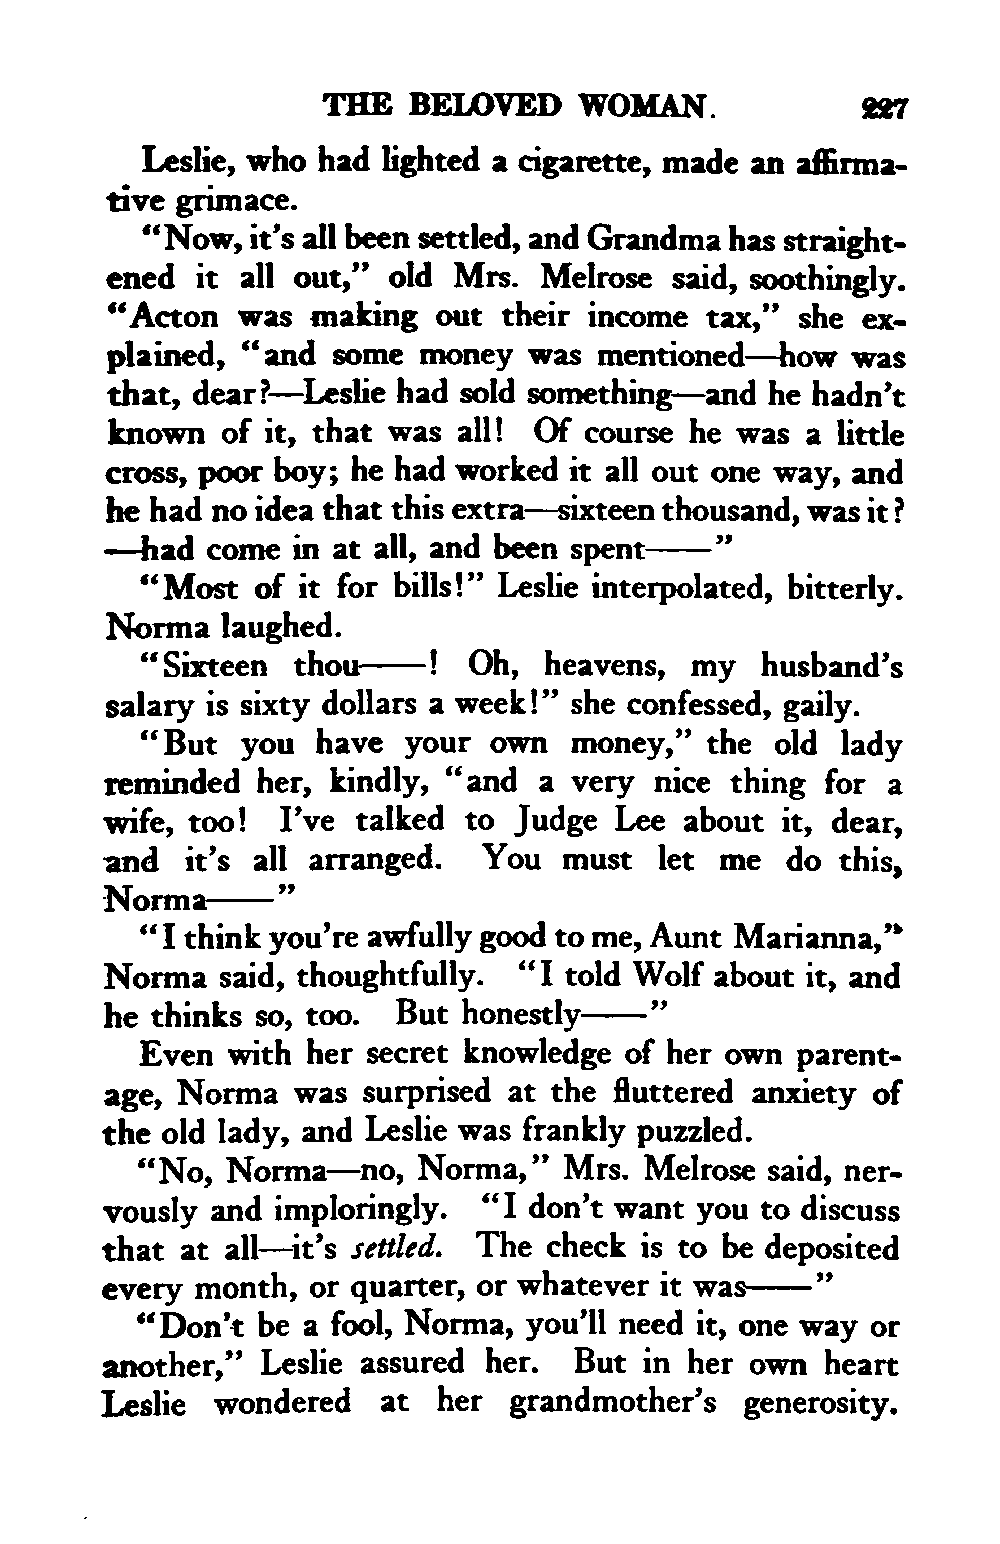 THE BELOVED WOMAN. 227
Leslie, who had lighted a cigarette, made an affirma-
tive grimace.
“Now, it’s all been settled, and Grandma has straight-
ened it all out,” old Mrs. Melrose said, soothingly.
“Acton was making out their income tax,” she ex-
plained, “and some money was mentioned—how was
that, dear?—Leslie had sold something—and he hadn’t
known of it, that was all! Of course he was a little
cross, poor boy; he had worked it all out one way, and
he had no idea that this extra—sixteen thousand, was it?
—had come in at all, and been spent——”
“Most of it for bills!” Leslie interpolated, bitterly.
Norma laughed.
“Sixteen thou——! Oh, heavens, my husband’s
salary is sixty dollars a week!” she confessed, gaily.
“But you have your own money,” the old lady
reminded her, kindly, “and a very nice thing for a
wife, too! I’ve talked to Judge Lee about it, dear,
and it’s all arranged. You must let me do this,
Norma——”
“I think you’re awfully good to me, Aunt Marianna,”
Norma said, thoughtfully. “I told Wolf about it, and
he thinks so, too. But honestly——”
Even with her secret knowledge of her own parent-
age, Norma was surprised at the fluttered anxiety of
the old lady, and Leslie was frankly puzzled.
“No, Norma—no, Norma,” Mrs. Melrose said, ner-
vously and imploringly. “I don’t want you to discuss
that at all—it’s settled. The check is to be deposited
every month, or quarter, or whatever it was——”
“Don’t be a fool, Norma, you’ll need it, one way or
another,” Leslie assured her. But in her own heart
Leslie wondered at her grandmother’s generosity.